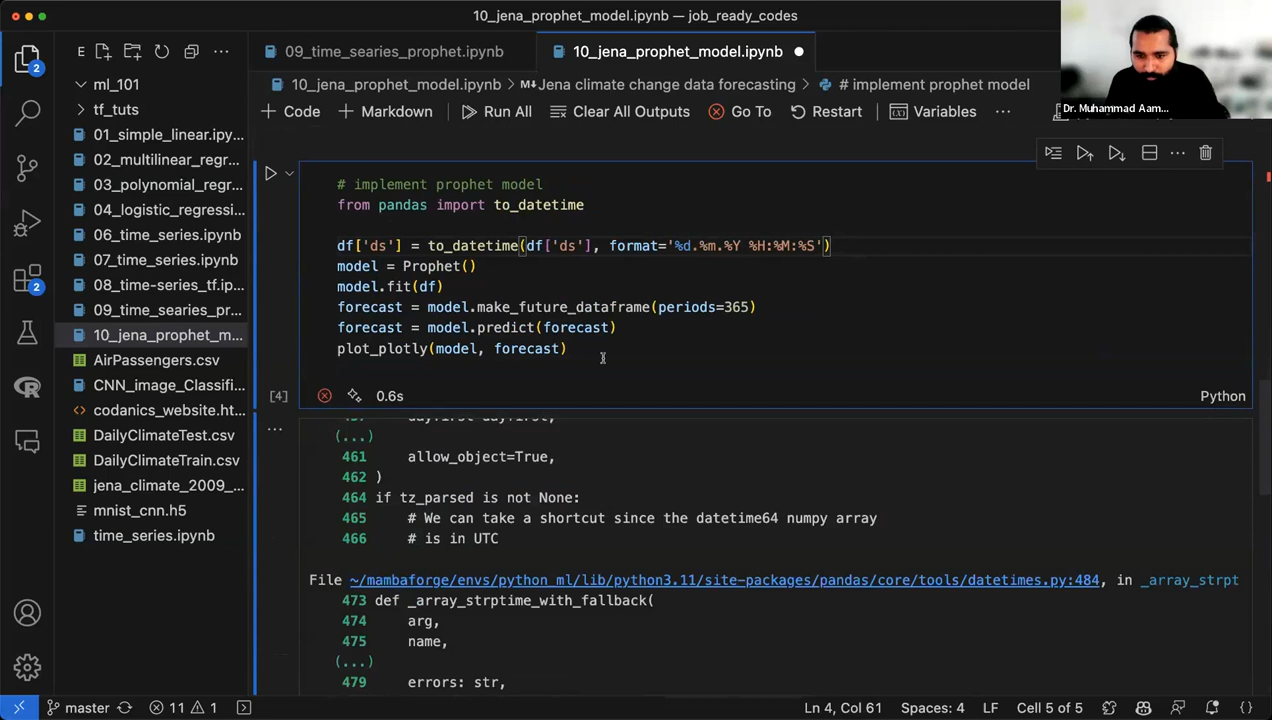 10_jena_prophet_model.ipynb — job_ready_codes
E
09_time_searies_prophet.ipynb
10_jena_prophet_model.ipynb
10_jena_prophet_model.ipynb > Jena climate change data forecasting > # implement prophet model
+ Code + Markdown Run All Clear All Outputs Go To Restart Variables ...
Dr. Muhammad Aam...
2
2
ml_101
tf_tuts
01_simple_linear.ipy...
02_multilinear_regr...
03_polynomial_regr...
04_logistic_regressi...
06_time_series.ipynb
07_time_series.ipynb
08_time-series_tf.ipynb
09_time_searies_pr...
10_jena_prophet_m...
AirPassengers.csv
CNN_image_Classifi...
codanics_website.ht...
DailyClimateTest.csv
DailyClimateTrain.csv
jena_climate_2009_...
mnist_cnn.h5
time_series.ipynb
# implement prophet model
from pandas import to_datetime
df['ds'] = to_datetime(df['ds'], format='%d.%m.%Y %H:%M:%S')
model = Prophet()
model.fit(df)
forecast = model.make_future_dataframe(periods=365)
forecast = model.predict(forecast)
plot_plotly(model, forecast)
[4] 0.6s Python
(...)
461 allow_object=True,
462 )
464 if tz_parsed is not None:
465 # We can take a shortcut since the datetime64 numpy array
466 # is in UTC
File ~/mambaforge/envs/python_ml/lib/python3.11/site-packages/pandas/core/tools/datetimes.py:484, in _array_strpt
473 def _array_strptime_with_fallback(
474 arg,
475 name,
(...)
479 errors: str,
master 11 1 Ln 4, Col 61 Spaces: 4 LF Cell 5 of 5